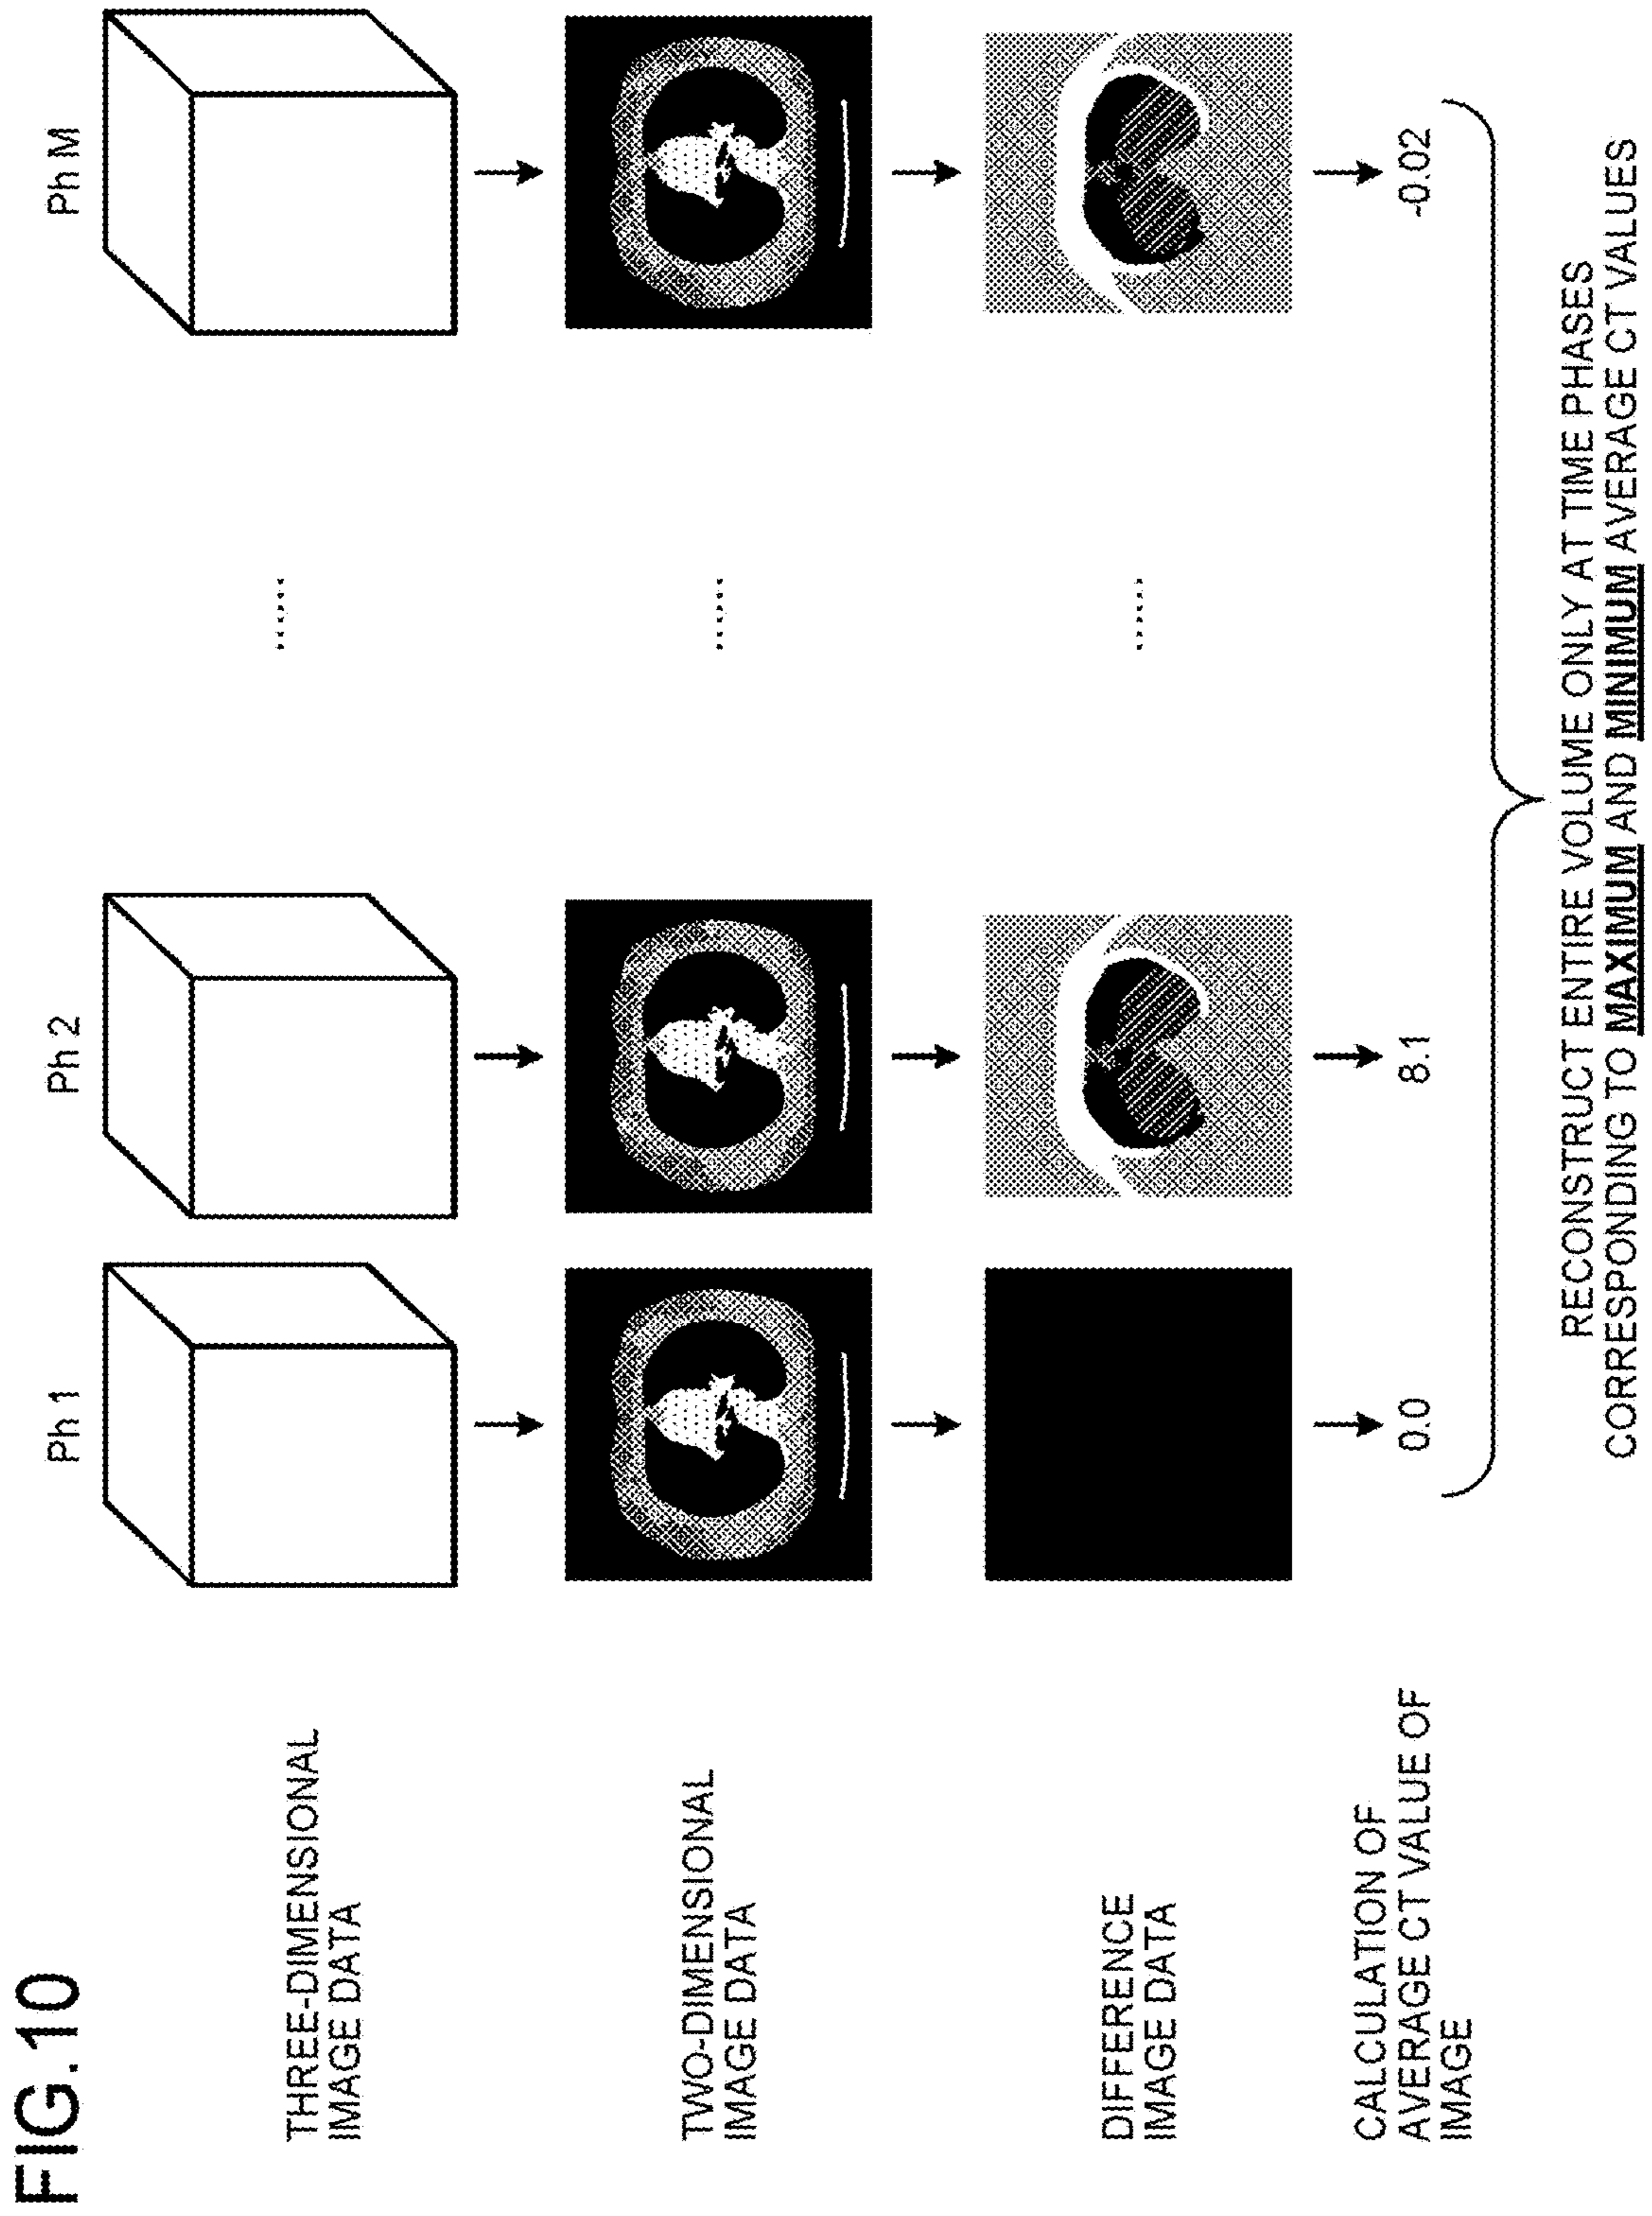 FIG.10
Ph 1
Ph 2
Ph M
THREE-DIMENSIONAL
IMAGE DATA
.....
TWO-DIMENSIONAL
IMAGE DATA
.....
DIFFERENCE
IMAGE DATA
.....
CALCULATION OF
AVERAGE CT VALUE OF
IMAGE
0.0
8.1
-0.02
RECONSTRUCT ENTIRE VOLUME ONLY AT TIME PHASES
CORRESPONDING TO MAXIMUM AND MINIMUM AVERAGE CT VALUES